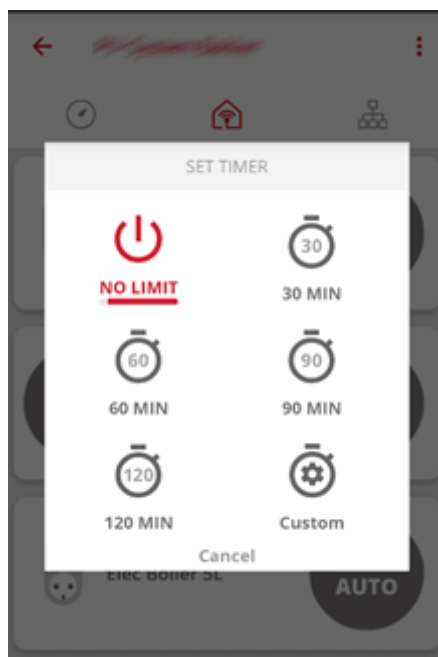 SET TIMER
NO LIMIT
30
30 MIN
60
60 MIN
90
90 MIN
120
120 MIN
Custom
Cancel
Elec Boiler 5L
AUTO